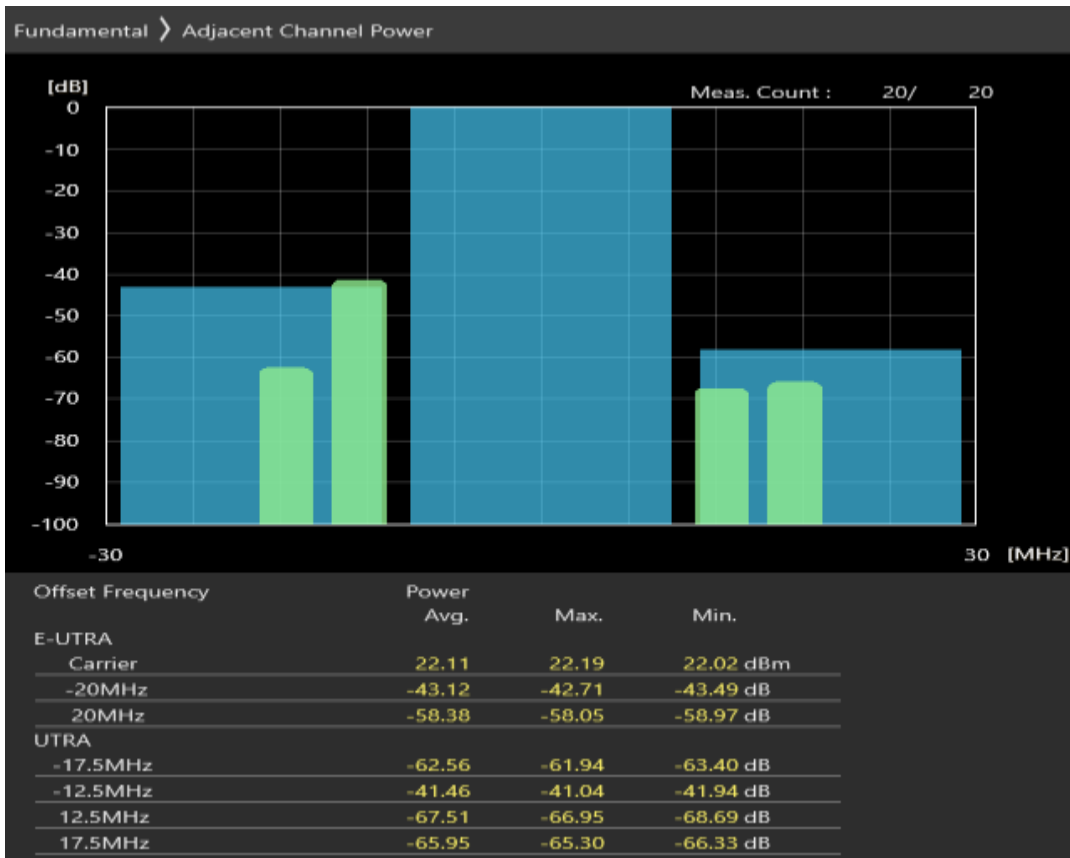 Fundamental ❯ Adjacent Channel Power
[dB]
Meas. Count : 20/ 20
0
-10
-20
-30
-40
-50
-60
-70
-80
-90
-100
-30 30 [MHz]
Offset Frequency Power
Avg. Max. Min.
E-UTRA
Carrier 22.11 22.19 22.02 dBm
-20MHz -43.12 -42.71 -43.49 dB
20MHz -58.38 -58.05 -58.97 dB
UTRA
-17.5MHz -62.56 -61.94 -63.40 dB
-12.5MHz -41.46 -41.04 -41.94 dB
12.5MHz -67.51 -66.95 -68.69 dB
17.5MHz -65.95 -65.30 -66.33 dB